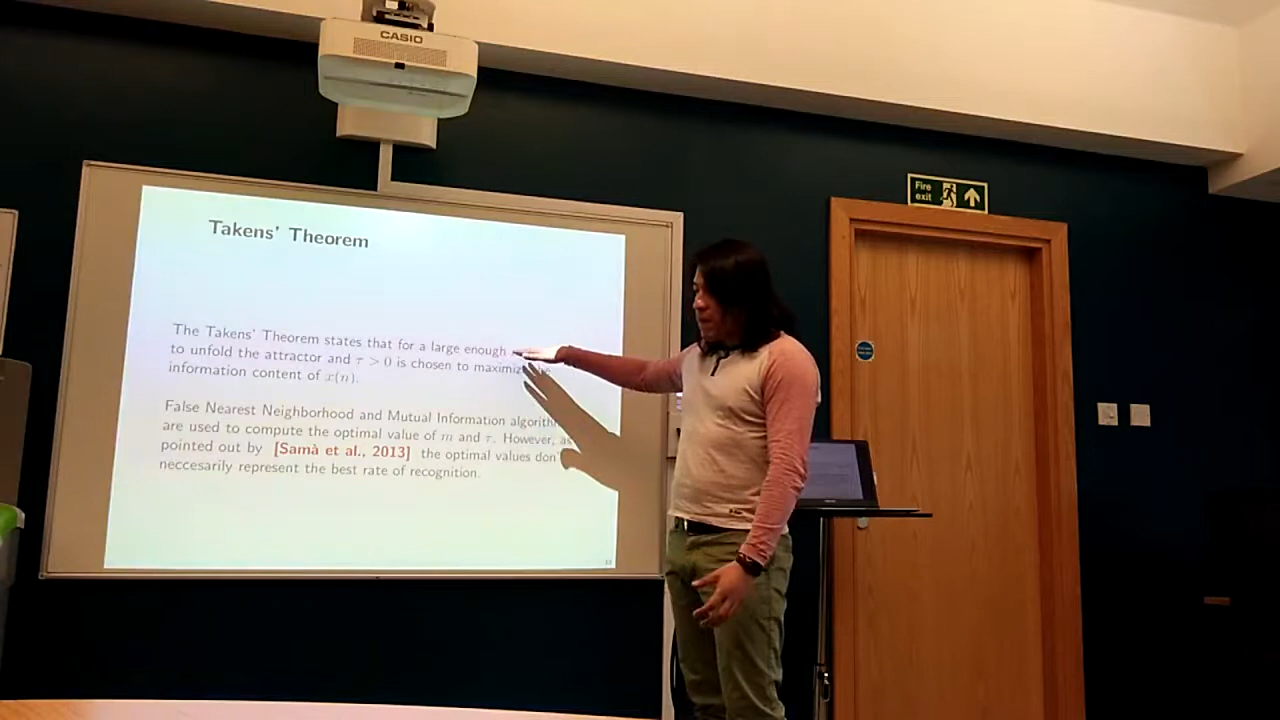 CASIO
Fire
exit
Takens' Theorem
The Takens' Theorem states that for a large enough
to unfold the attractor and τ > 0 is chosen to maximiz
information content of x(n).
False Nearest Neighborhood and Mutual Information algorith
are used to compute the optimal value of m and τ. However, as
pointed out by [Samà et al., 2013] the optimal values don'
neccesarily represent the best rate of recognition.